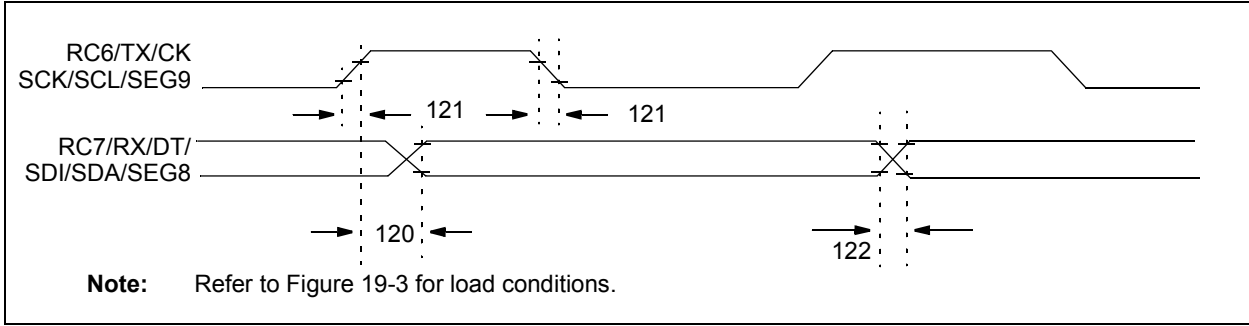 RC6/TX/CK
SCK/SCL/SEG9
121
121
RC7/RX/DT/
SDI/SDA/SEG8
120
122
Note: Refer to Figure 19-3 for load conditions.